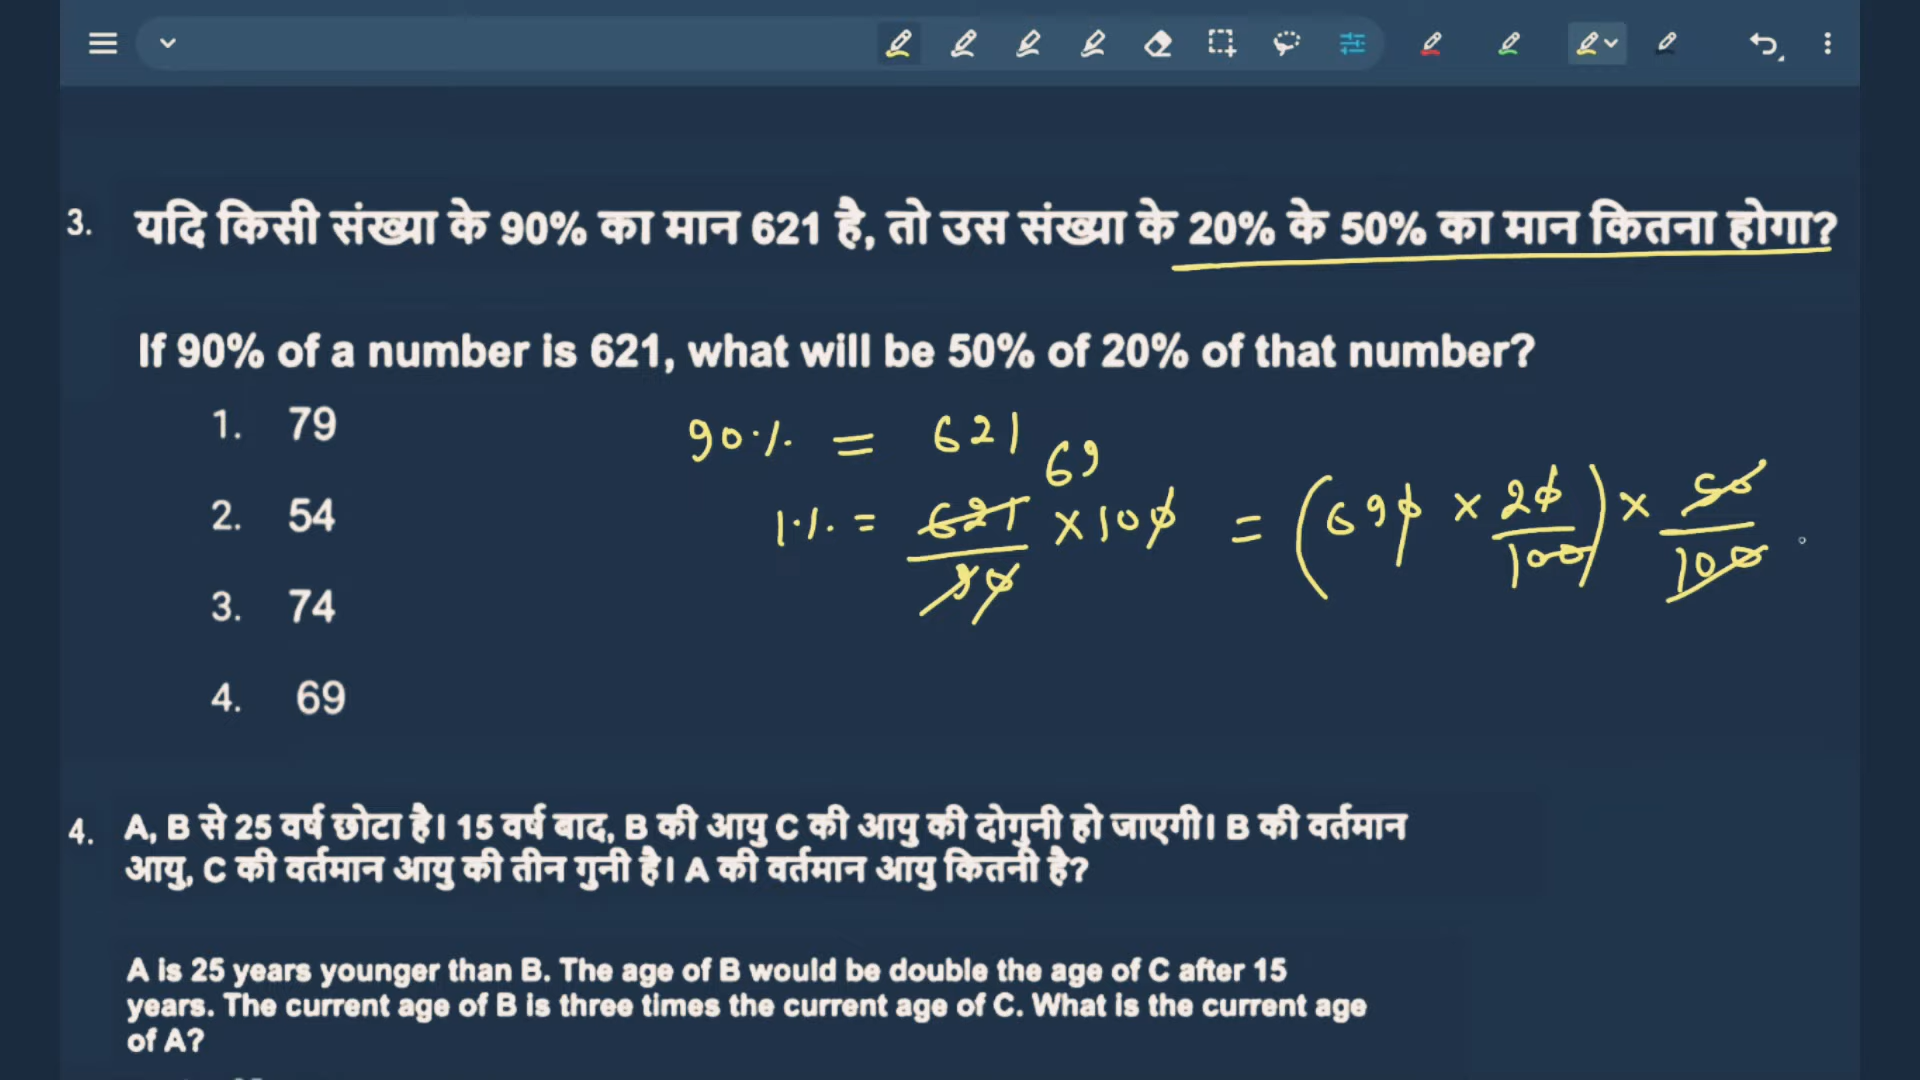 3. यदि किसी संख्या के 90% का मान 621 है, तो उस संख्या के 20% के 50% का मान कितना होगा?
If 90% of a number is 621, what will be 50% of 20% of that number?
1. 79
2. 54
3. 74
4. 69
90% = 621
69
1% = 621/90 × 100 = (690 × 20/100) × 50/100
4. A, B से 25 वर्ष छोटा है। 15 वर्ष बाद, B की आयु C की आयु की दोगुनी हो जाएगी। B की वर्तमान
आयु, C की वर्तमान आयु की तीन गुनी है। A की वर्तमान आयु कितनी है?
A is 25 years younger than B. The age of B would be double the age of C after 15
years. The current age of B is three times the current age of C. What is the current age
of A?